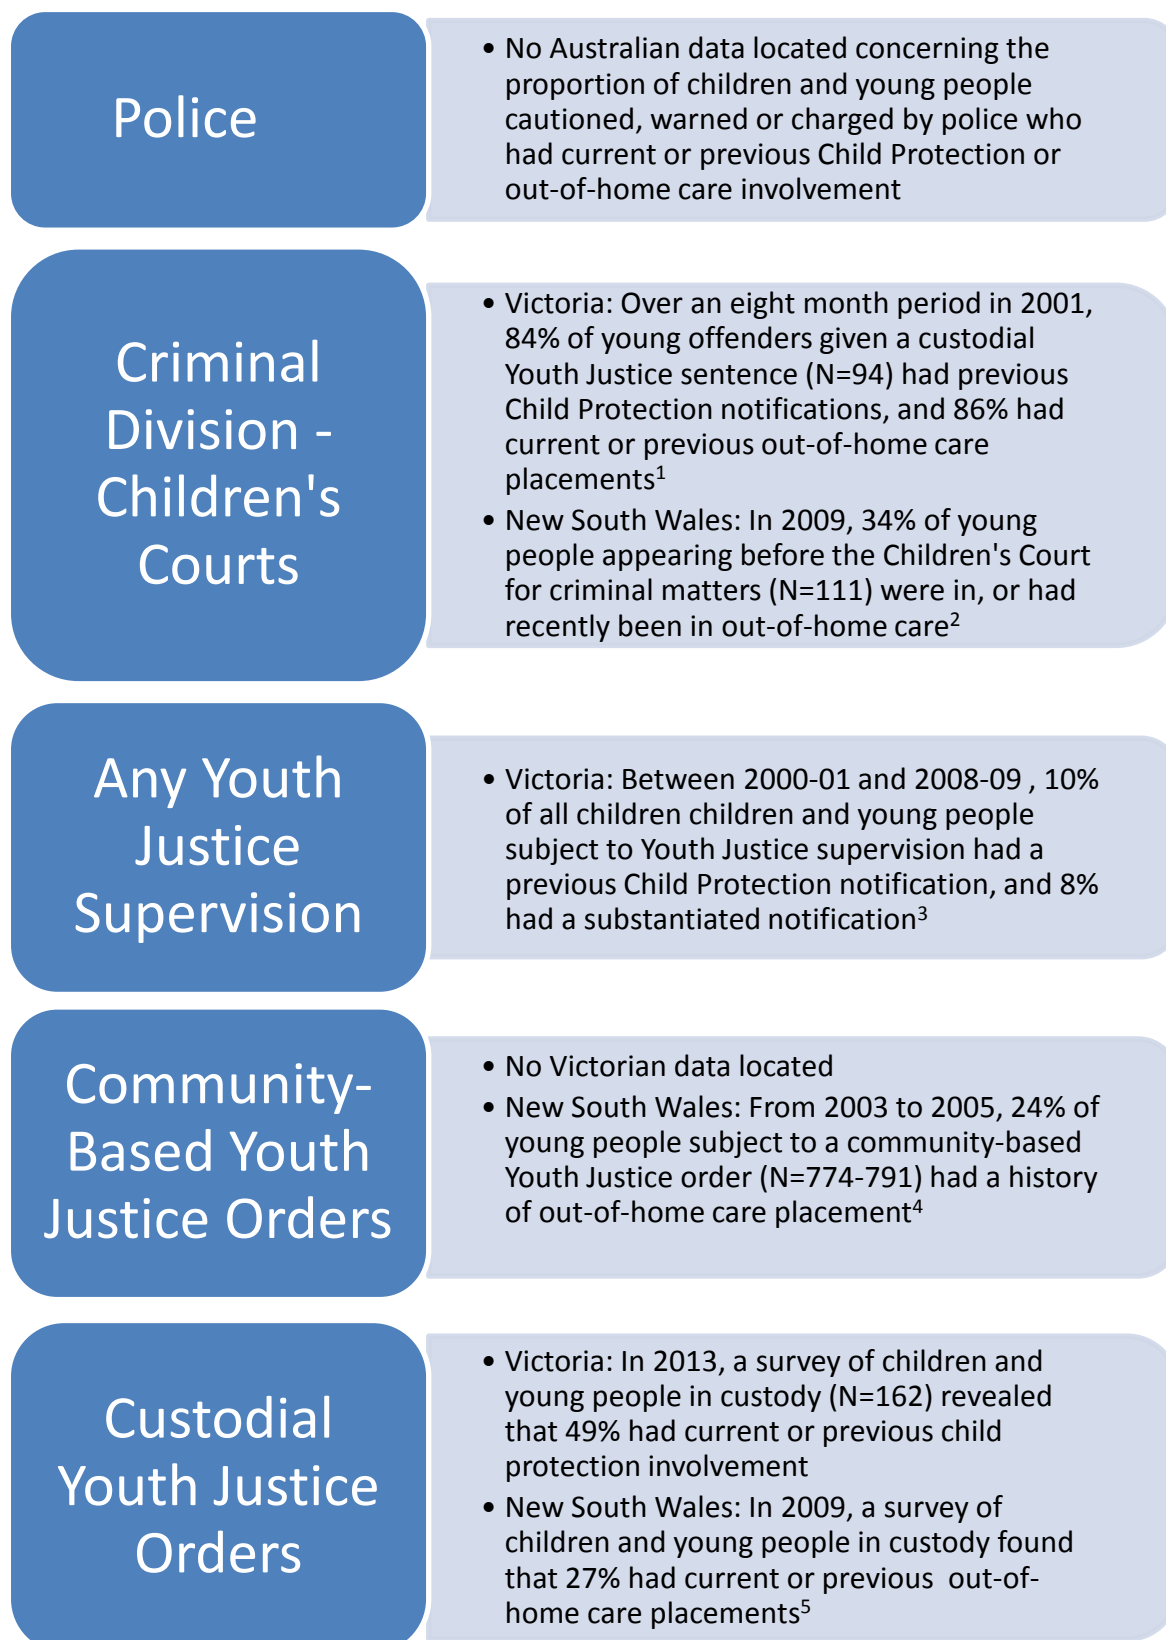 Police
• No Australian data located concerning the
proportion of children and young people
cautioned, warned or charged by police who
had current or previous Child Protection or
out-of-home care involvement
Criminal
Division -
Children's
Courts
• Victoria: Over an eight month period in 2001,
84% of young offenders given a custodial
Youth Justice sentence (N=94) had previous
Child Protection notifications, and 86% had
current or previous out-of-home care
placements¹
• New South Wales: In 2009, 34% of young
people appearing before the Children's Court
for criminal matters (N=111) were in, or had
recently been in out-of-home care²
Any Youth
Justice
Supervision
• Victoria: Between 2000-01 and 2008-09 , 10%
of all children children and young people
subject to Youth Justice supervision had a
previous Child Protection notification, and 8%
had a substantiated notification³
Community-
Based Youth
Justice Orders
• No Victorian data located
• New South Wales: From 2003 to 2005, 24% of
young people subject to a community-based
Youth Justice order (N=774-791) had a history
of out-of-home care placement⁴
Custodial
Youth Justice
Orders
• Victoria: In 2013, a survey of children and
young people in custody (N=162) revealed
that 49% had current or previous child
protection involvement
• New South Wales: In 2009, a survey of
children and young people in custody found
that 27% had current or previous  out-of-
home care placements⁵